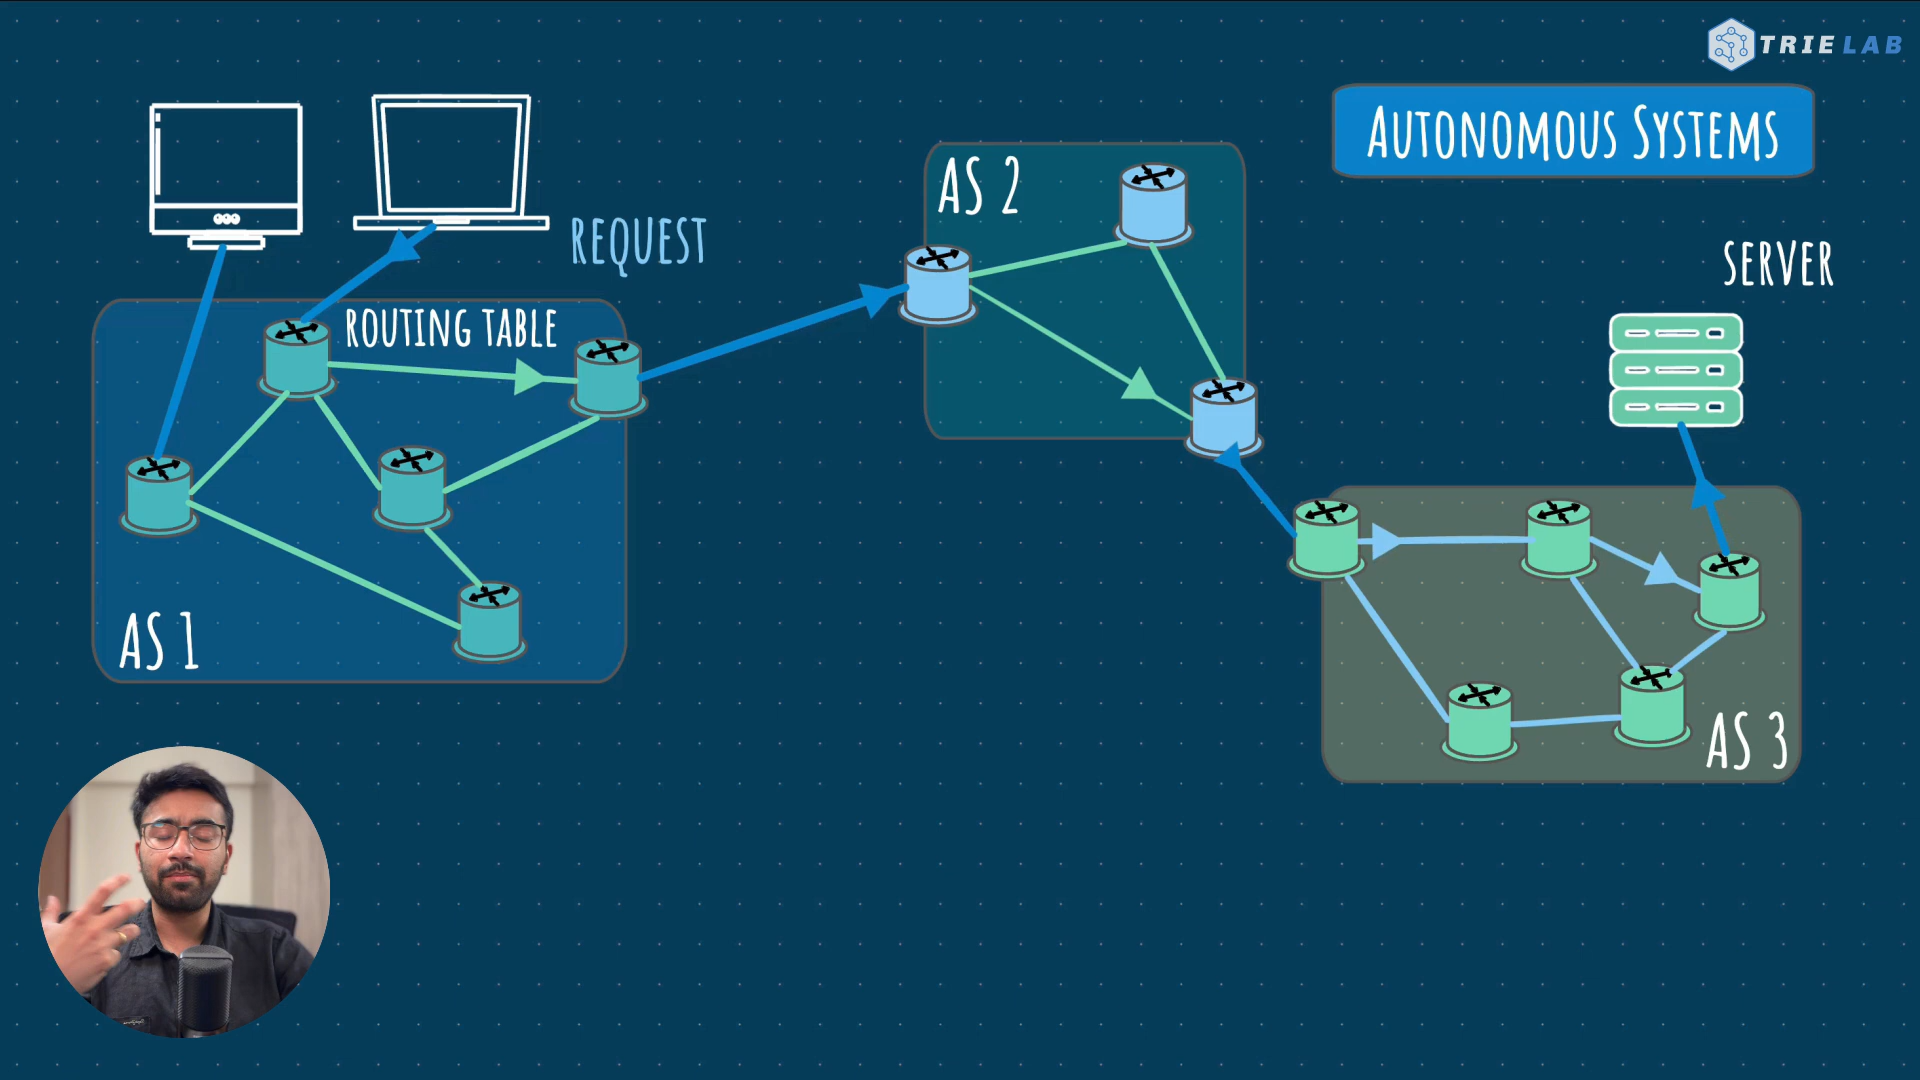 TRIE LAB
AUTONOMOUS SYSTEMS
AS 2
REQUEST
SERVER
ROUTING TABLE
AS 1
AS 3